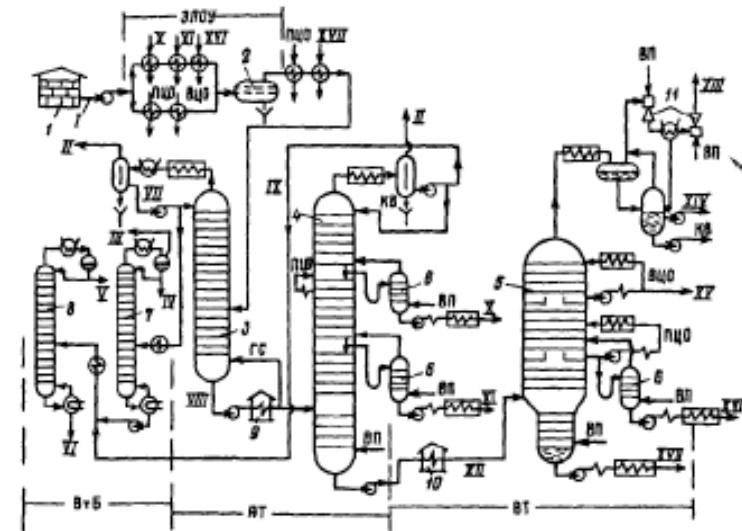 ЭЛОУ
X XI XVI
ПЦО XVII
2
1 I
ПЦО ВЦО
ВП
11 XIII
ВП
II
II
VII
IX
КВ
4
XIV
КВ
III
ПЦО
6
ВЦО
5
XV
V
IV
ВП
X
8
7
3
ПЦО
ГС
6
6
VIII
ВП
XI
ВП
9
ВП
ВП
VI
10 XII
XVII
ВтБ
АТ
ВТ